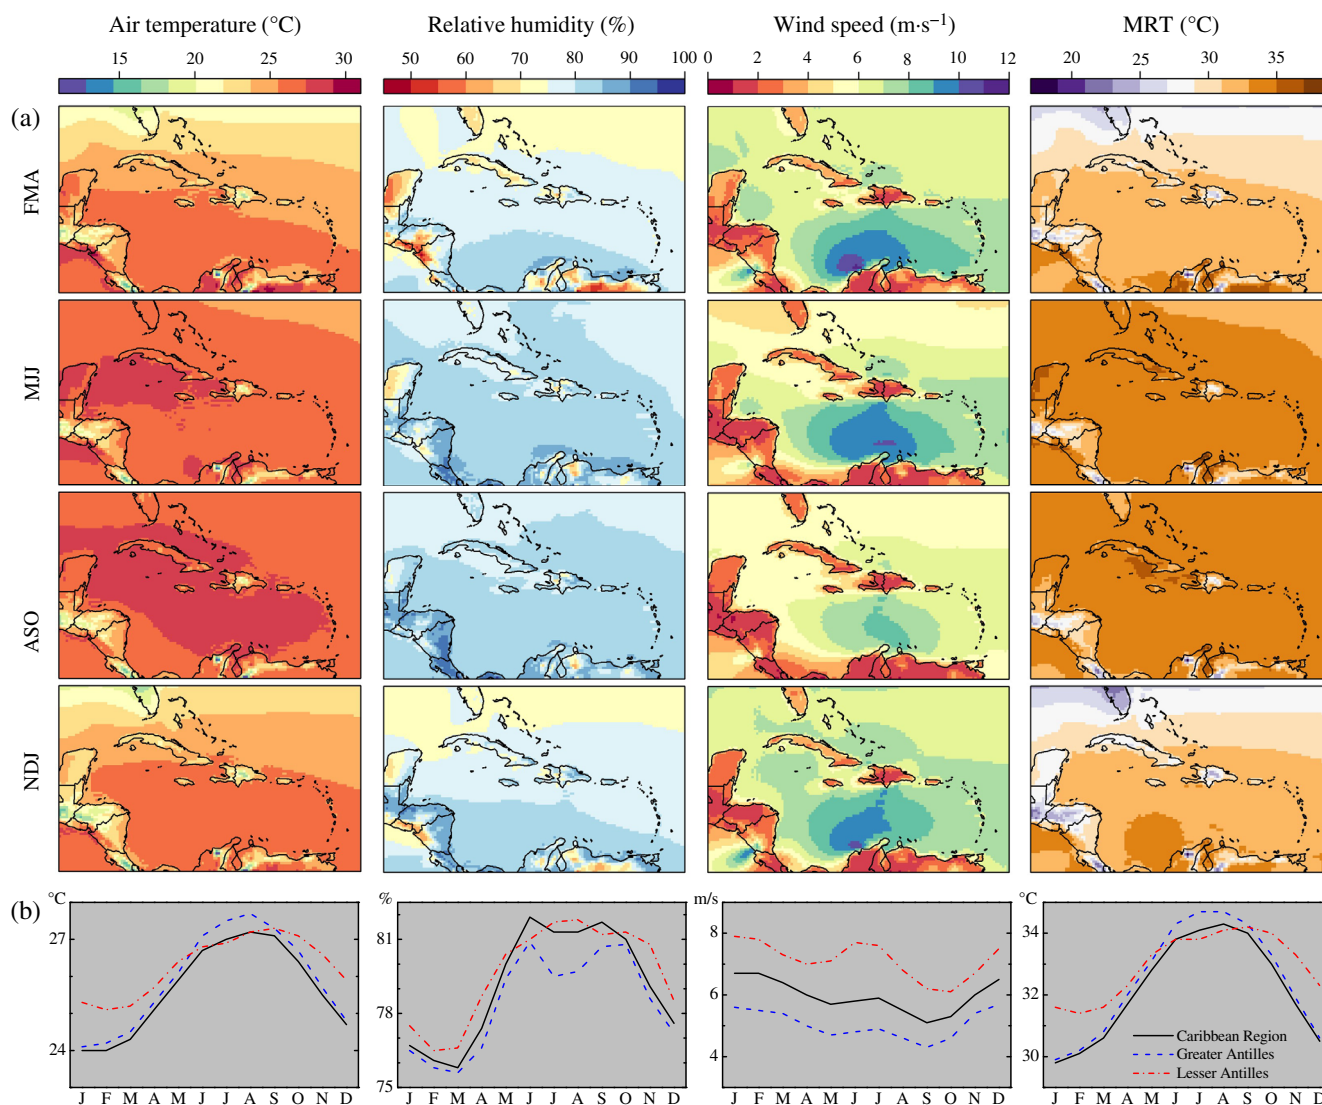 Air temperature (°C) Relative humidity (%) Wind speed (m·s⁻¹) MRT (°C)
15 20 25 30 50 60 70 80 90 100 0 2 4 6 8 10 12 20 25 30 35
(a)
FMA
MJJ
ASO
NDJ
(b)
°C % m/s °C
27 81 8 34
6 32
24 78 4 30
75
Caribbean Region
Greater Antilles
Lesser Antilles
J F M A M J J A S O N D J F M A M J J A S O N D J F M A M J J A S O N D J F M A M J J A S O N D